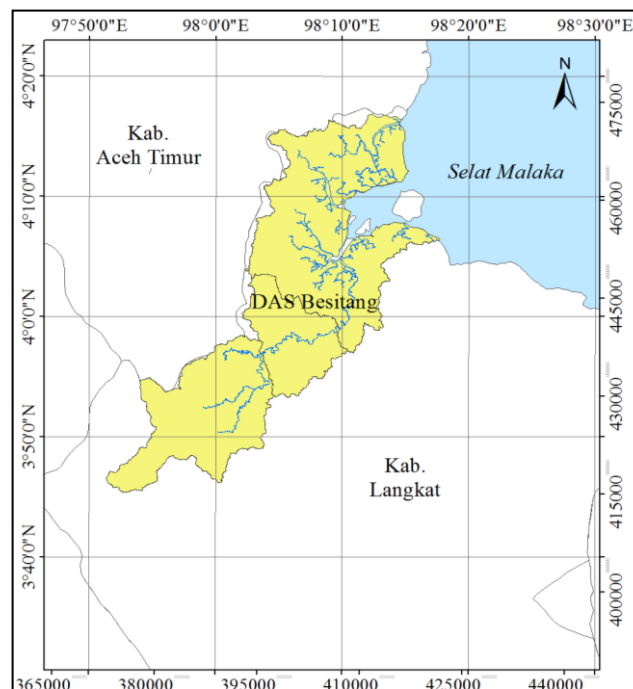 97°50'0"E 98°0'0"E 98°10'0"E 98°20'0"E 98°30'0"E
4°20'0"N
4°10'0"N
4°0'0"N
3°50'0"N
3°40'0"N
N
Kab.
Aceh Timur
Selat Malaka
DAS Besitang
Kab.
Langkat
475000
460000
445000
430000
415000
400000
365000 380000 395000 410000 425000 440000